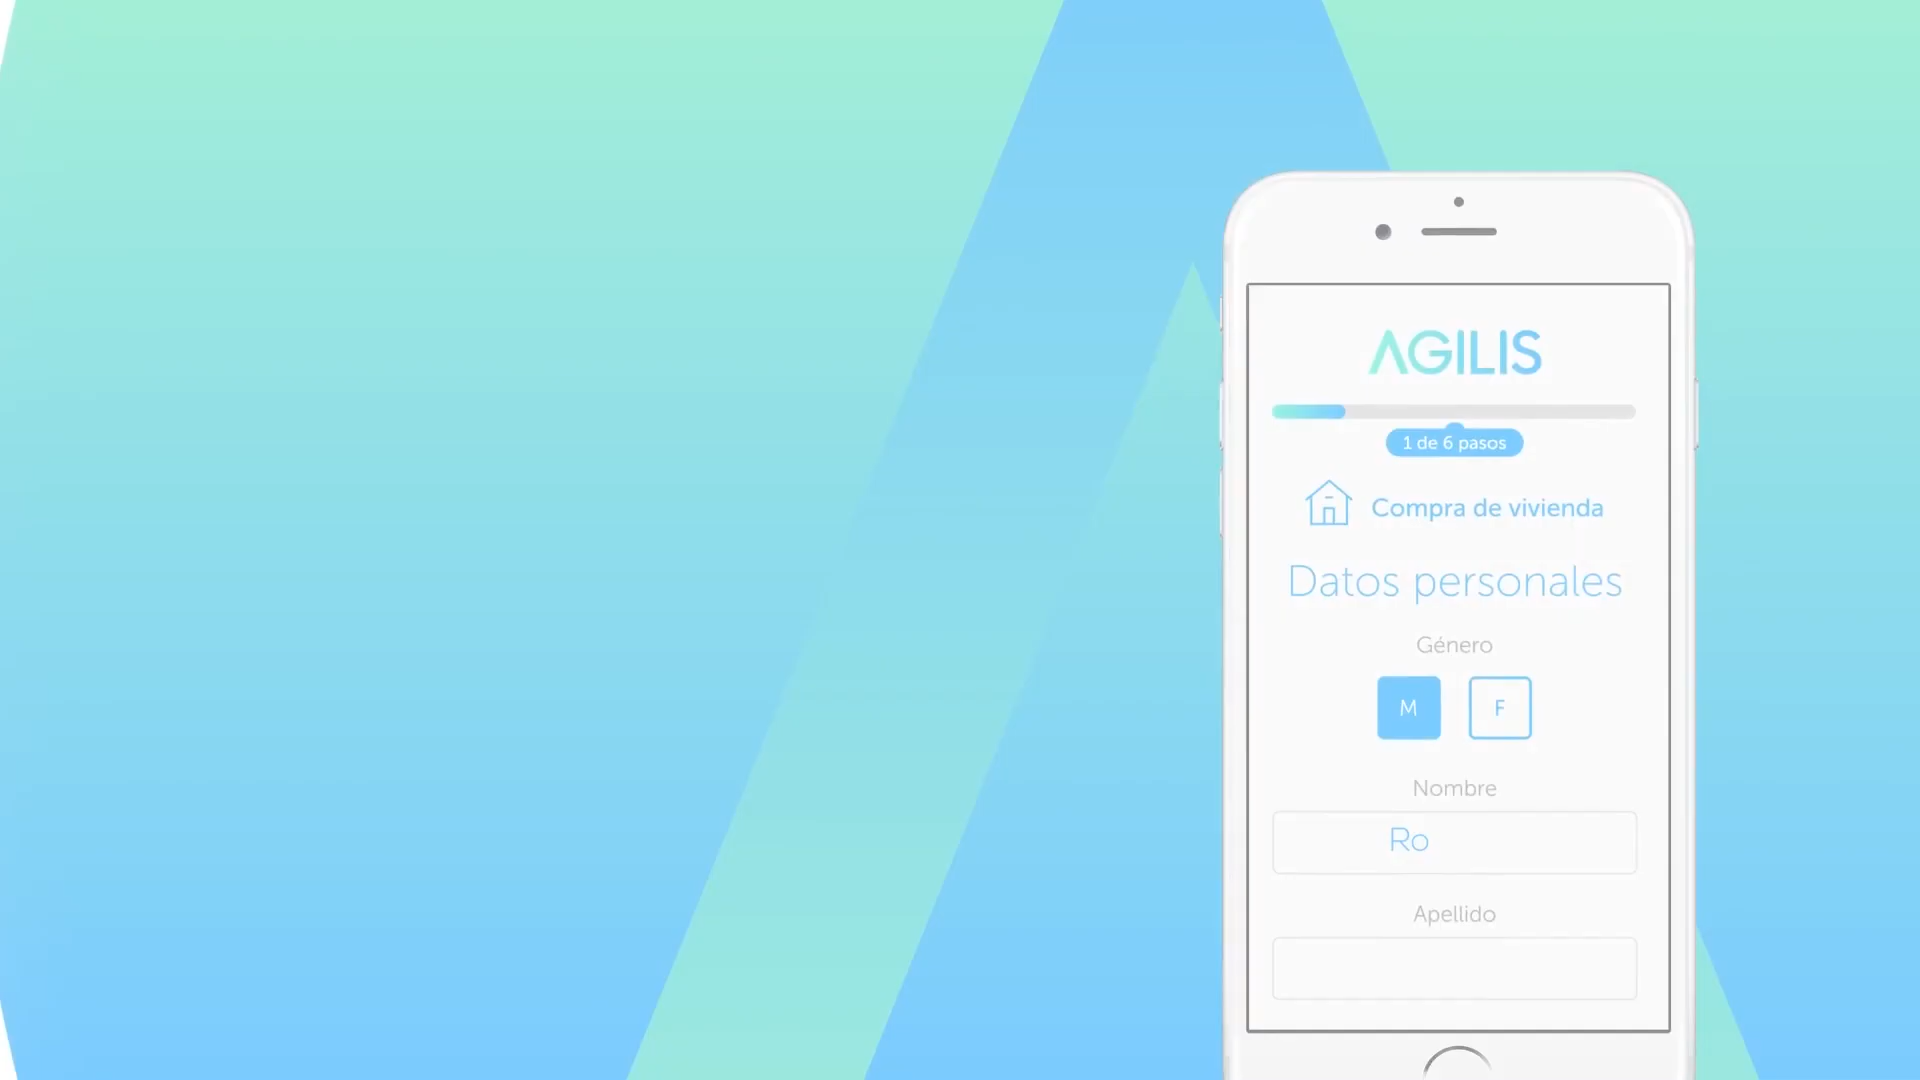 AGILIS
1 de 6 pasos
Compra de vivienda
Datos personales
Género
M F
Nombre
Ro
Apellido